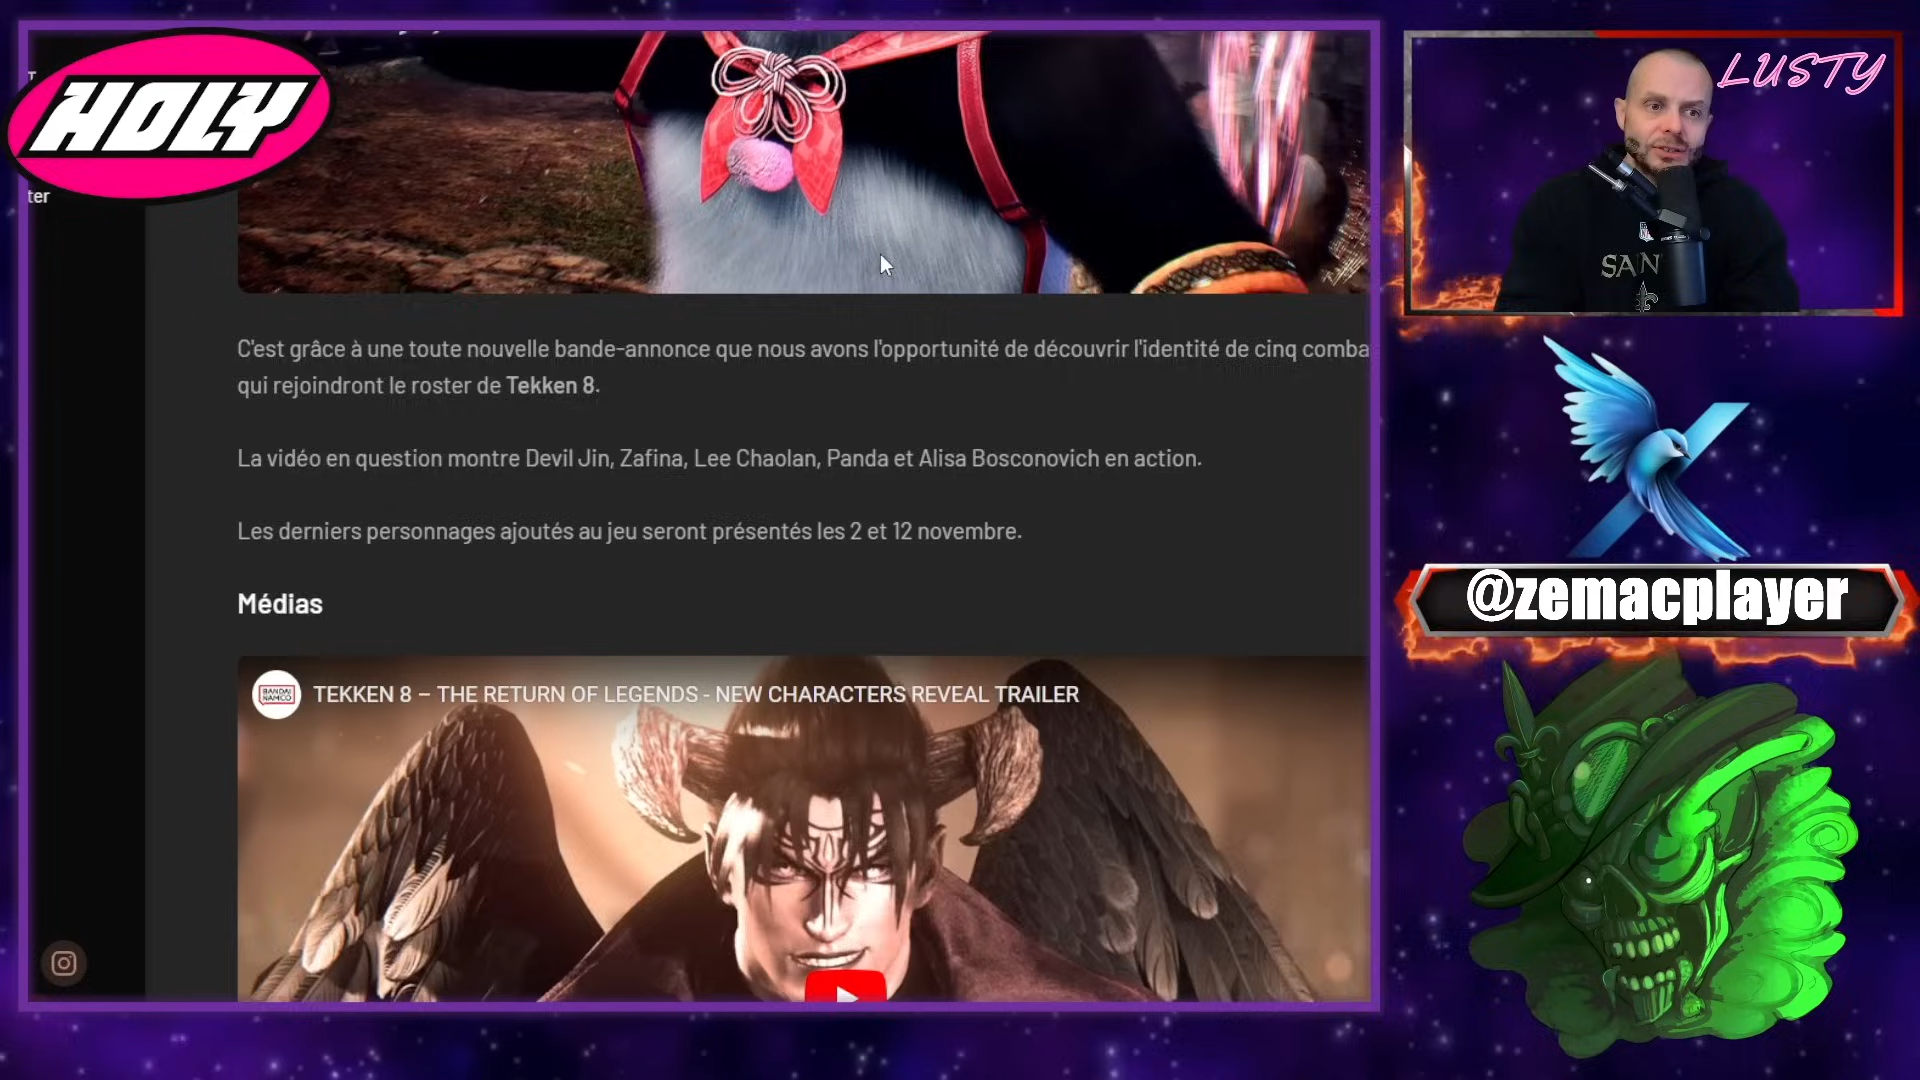 HOLY
ter
C'est grâce à une toute nouvelle bande-annonce que nous avons l'opportunité de découvrir l'identité de cinq comba
qui rejoindront le roster de Tekken 8.
La vidéo en question montre Devil Jin, Zafina, Lee Chaolan, Panda et Alisa Bosconovich en action.
Les derniers personnages ajoutés au jeu seront présentés les 2 et 12 novembre.
Médias
BANDAI
NAMCO
TEKKEN 8 – THE RETURN OF LEGENDS - NEW CHARACTERS REVEAL TRAILER
LUSTY
SAN
@zemacplayer